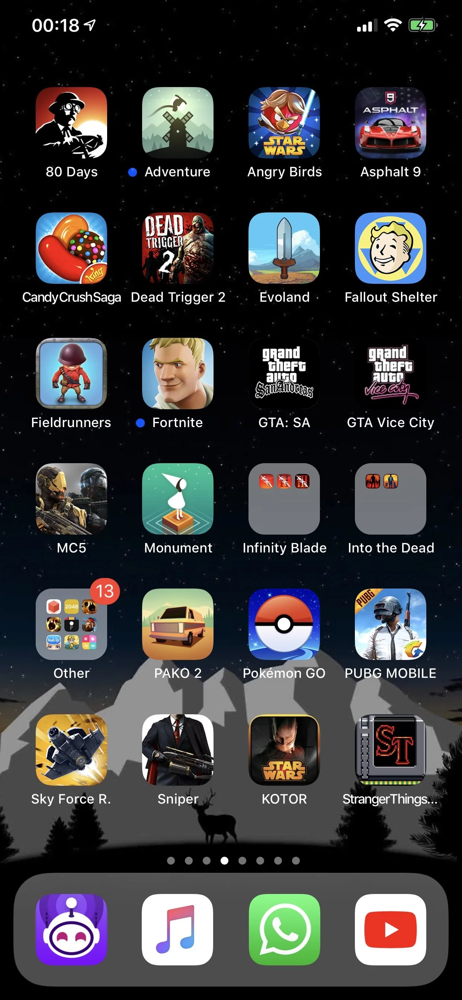 00:18
STAR
WARS
9
ASPHALT
80 Days
Adventure
Angry Birds
Asphalt 9
King
DEAD
TRIGGER
2
CandyCrushSaga
Dead Trigger 2
Evoland
Fallout Shelter
grand
theft
auto
San Andreas
grand
theft
auto
vice city
Fieldrunners
Fortnite
GTA: SA
GTA Vice City
II
III
2
MC5
Monument
Infinity Blade
Into the Dead
13
2048
Heads Up!
PUBG
Other
PAKO 2
Pokémon GO
PUBG MOBILE
STAR
WARS
ST
Sky Force R.
Sniper
KOTOR
StrangerThings...